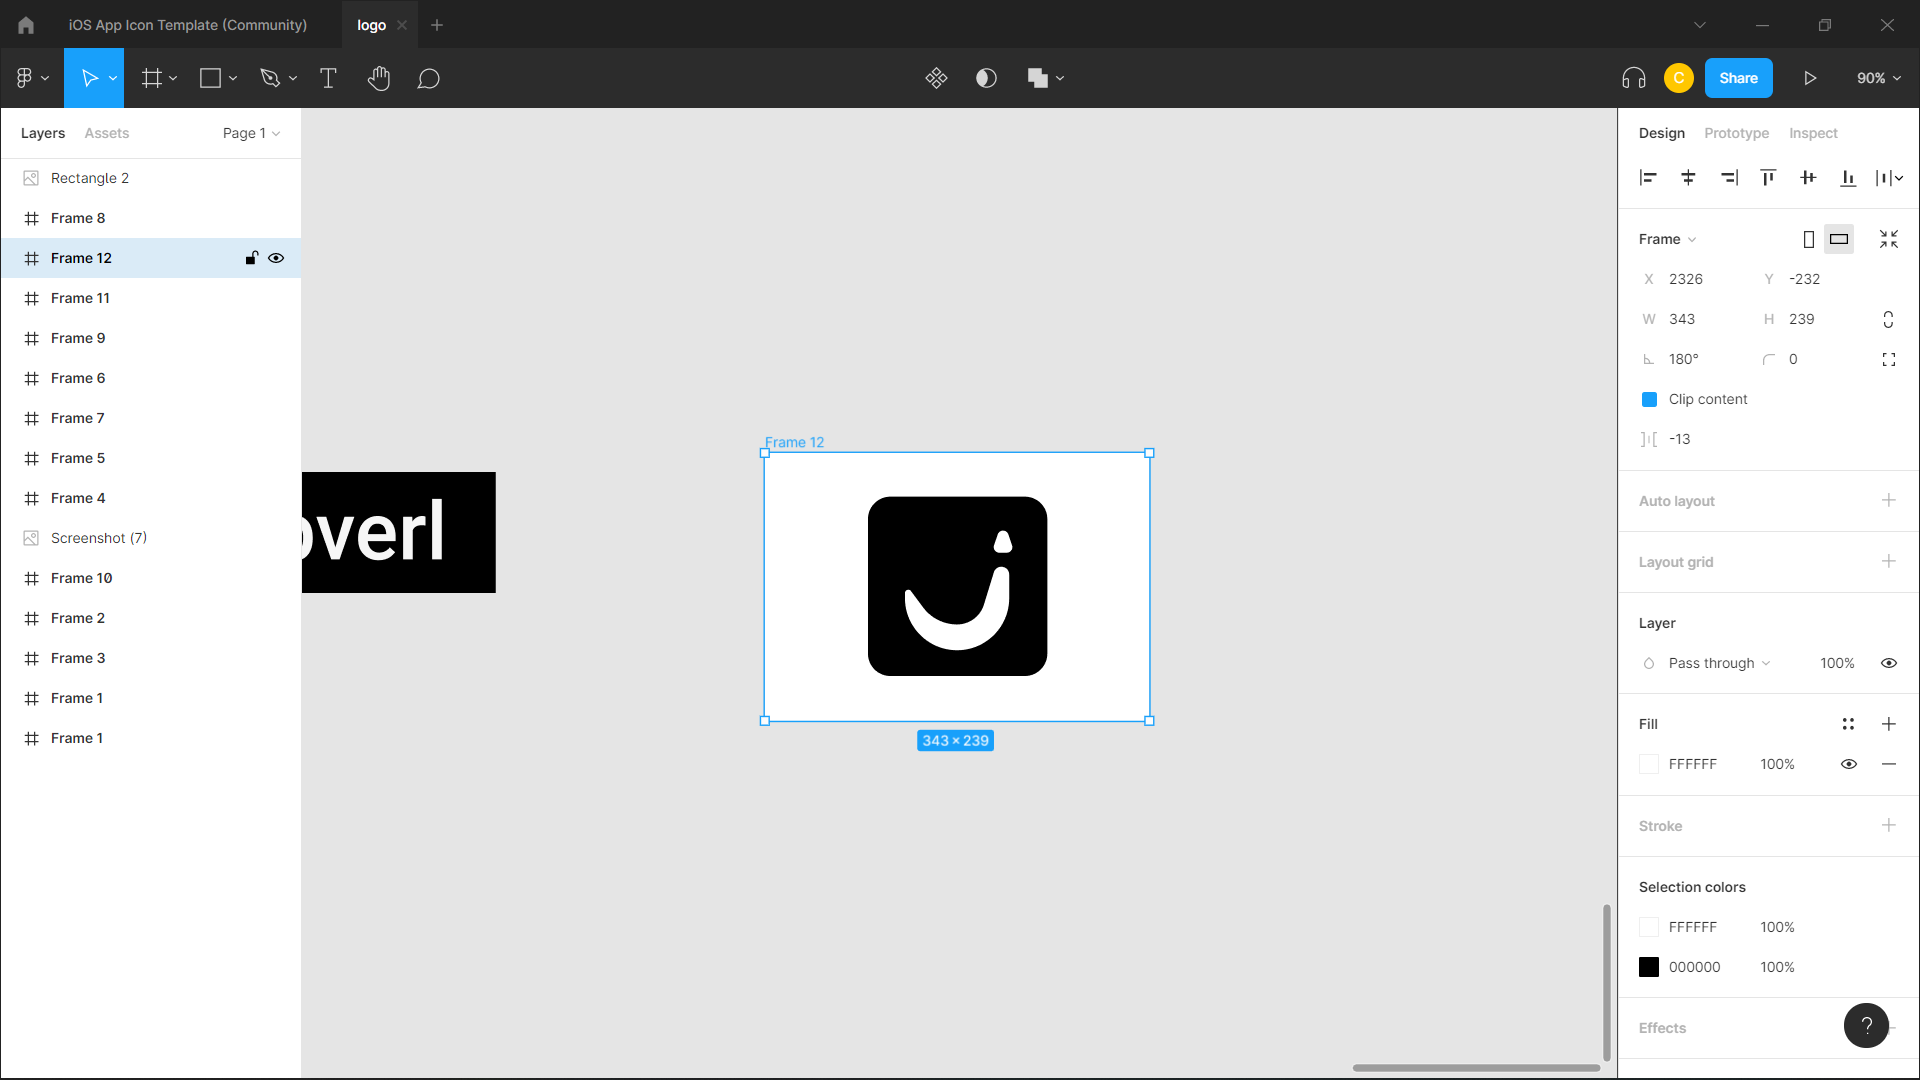 iOS App Icon Template (Community)
logo
C
Share
90%
Layers
Assets
Page 1
Rectangle 2
Frame 8
Frame 12
Frame 11
Frame 9
Frame 6
Frame 7
Frame 5
Frame 4
Screenshot (7)
Frame 10
Frame 2
Frame 3
Frame 1
Frame 1
overl
Frame 12
343 × 239
Design
Prototype
Inspect
Frame
X 2326
Y -232
W 343
H 239
180°
0
Clip content
-13
Auto layout
Layout grid
Layer
Pass through
100%
Fill
FFFFFF
100%
Stroke
Selection colors
FFFFFF
100%
000000
100%
Effects
?